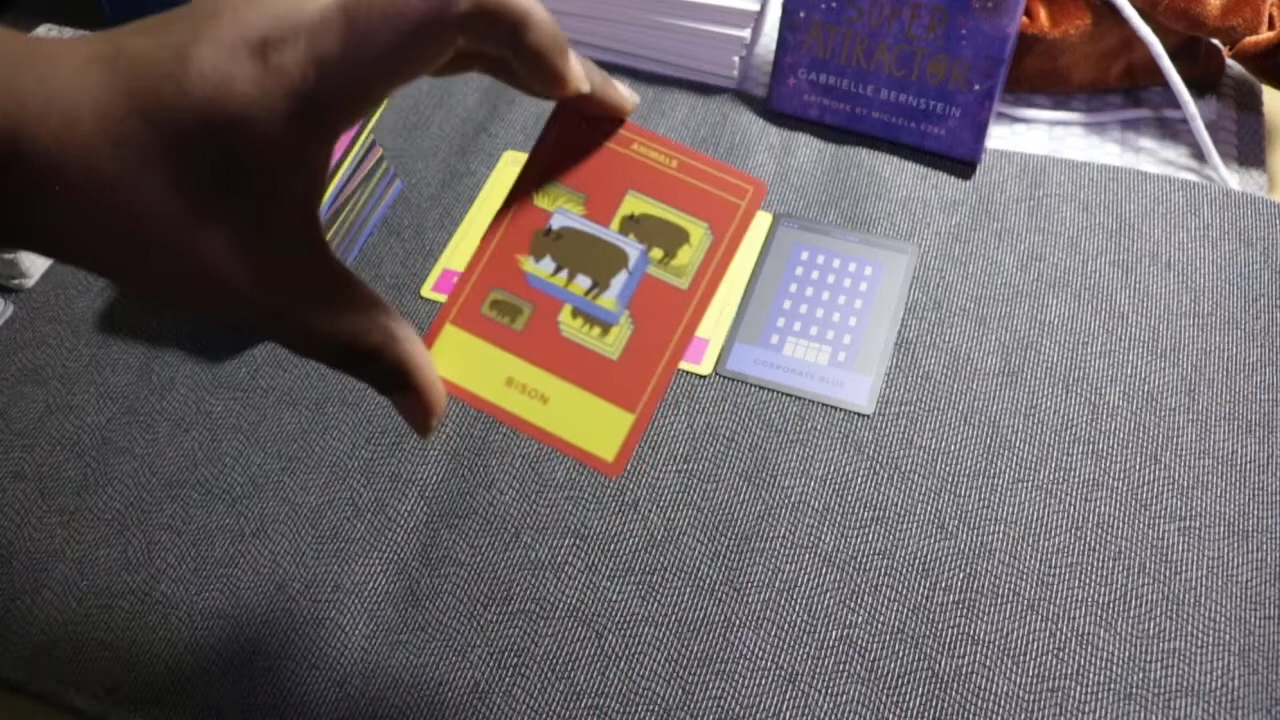 SUPER
ATTRACTOR
GABRIELLE BERNSTEIN
ARTWORK BY MICAELA EZRA
ANIMALS
BISON
CORPORATE BLUE